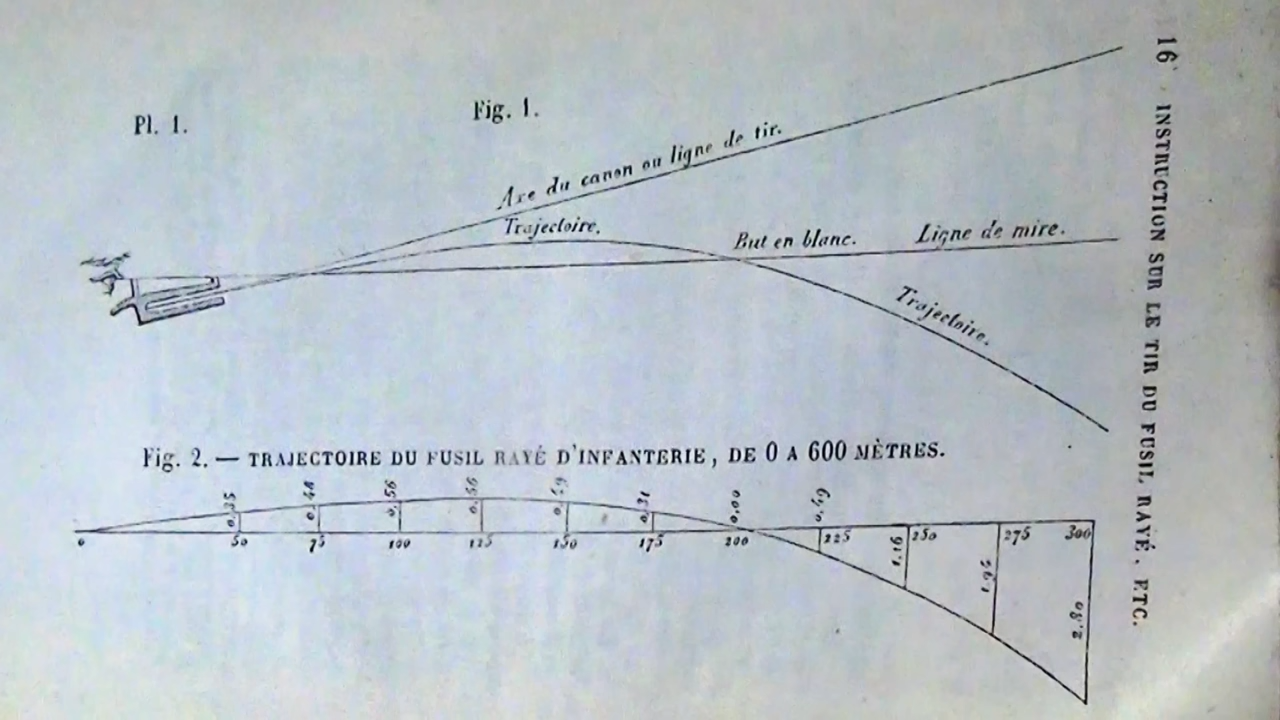 16 INSTRUCTION SUR LE TIR DU FUSIL RAYÉ, ETC.
Pl. 1.
Fig. 1.
Axe du canon ou ligne de tir.
Trajectoire.
But en blanc.
Ligne de mire.
Trajectoire.
Fig. 2. — TRAJECTOIRE DU FUSIL RAYÉ D'INFANTERIE, DE 0 A 600 MÈTRES.
0,35 0,48 0,56 0,56 0,49 0,31 0,00 0,49
0 50 75 100 125 150 175 200 225 250 275 300
1,16 2,80